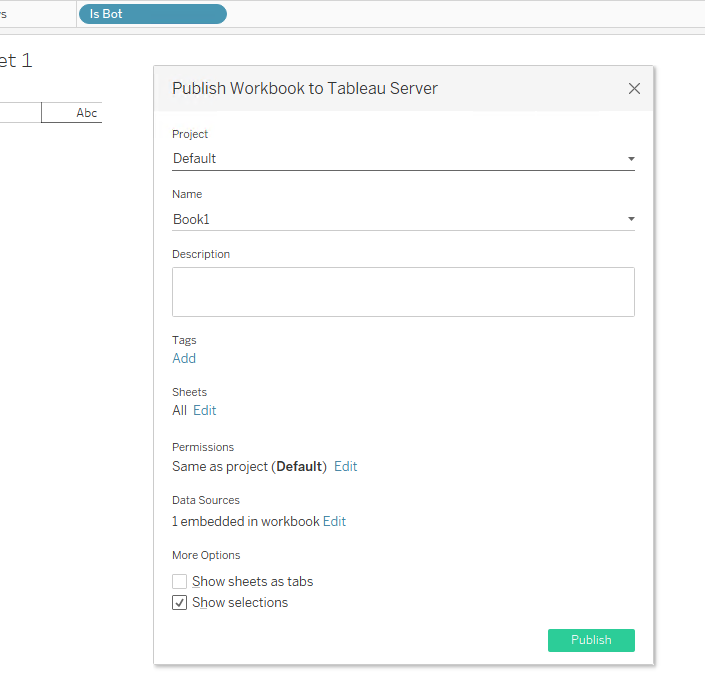 Is Bot
et 1
Abc
Publish Workbook to Tableau Server
Project
Default
Name
Book1
Description
Tags
Add
Sheets
All Edit
Permissions
Same as project (Default) Edit
Data Sources
1 embedded in workbook Edit
More Options
Show sheets as tabs
Show selections
Publish